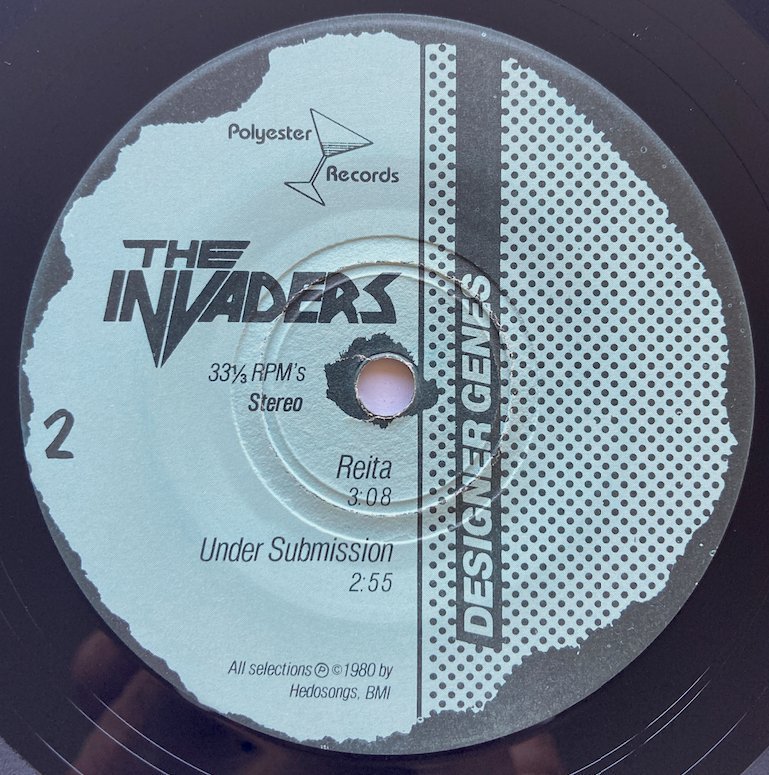 Polyester
Records
THE
INVADERS
33⅓ RPM's
Stereo
2
Reita
3:08
Under Submission
2:55
All selections ℗ ©1980 by
Hedosongs, BMI
DESIGNER GENES